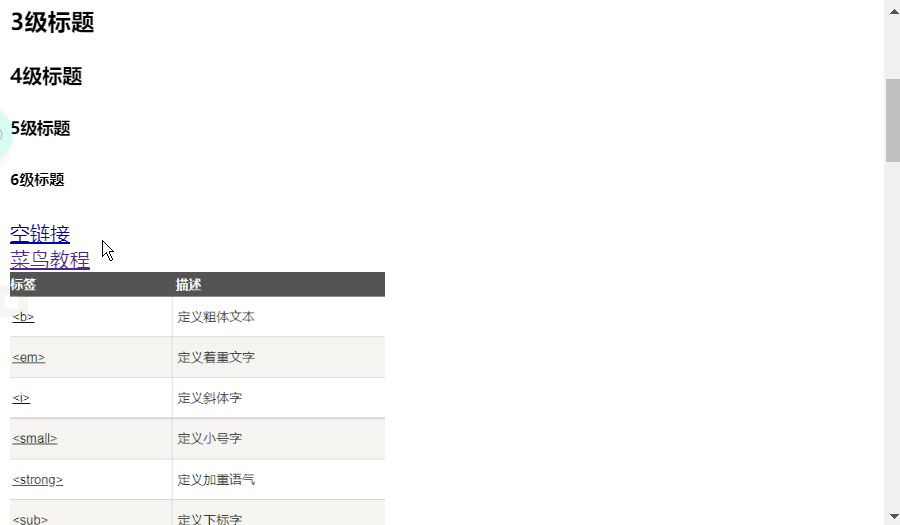 3级标题
4级标题
5级标题
6级标题
空链接
菜鸟教程
标签 描述
<b> 定义粗体文本
<em> 定义着重文字
<i> 定义斜体字
<small> 定义小号字
<strong> 定义加重语气
<sub> 定义下标字